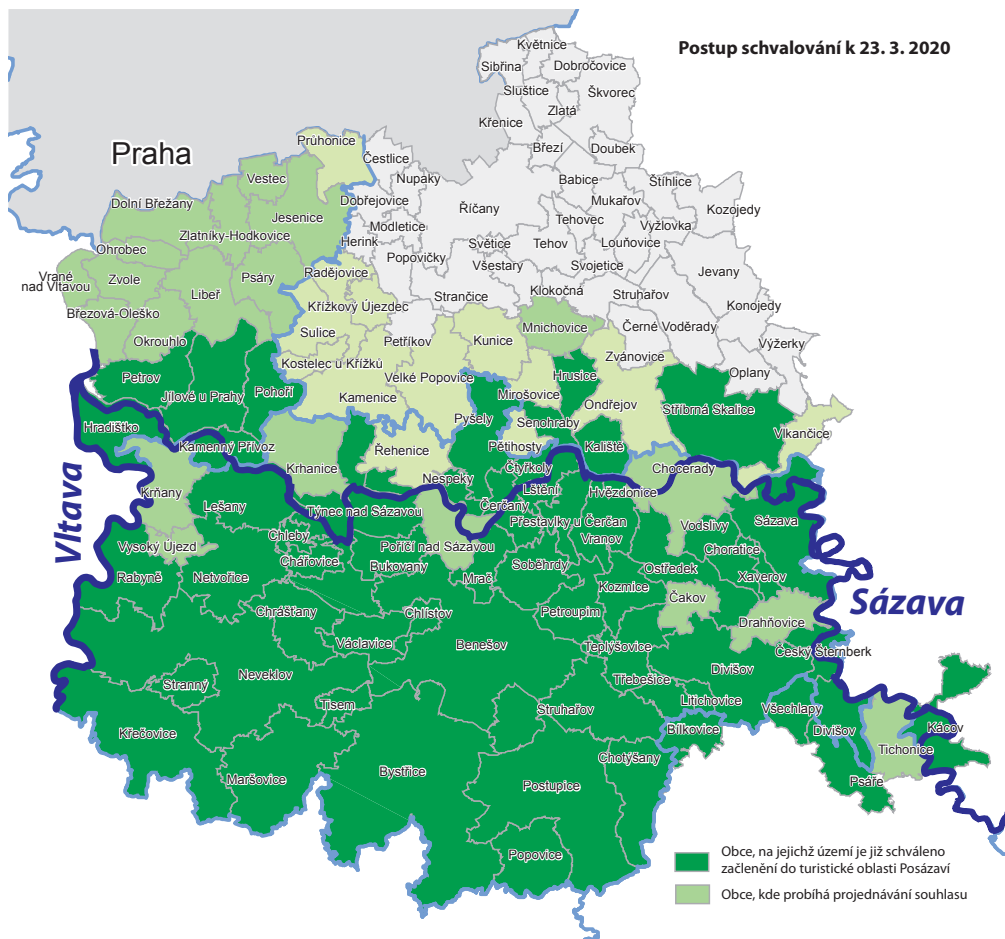 Postup schvalování k 23. 3. 2020
Květnice
Sibřina
Dobročovice
Sluštice
Škvorec
Zlatá
Křenice
Průhonice
Praha
Čestlice
Březí
Doubek
Vestec
Nupaky
Babice
Štíhlice
Dolní Břežany
Dobřejovice
Mukařov
Kozojedy
Jesenice
Říčany
Tehovec
Modletice
Vyžlovka
Zlatníky-Hodkovice
Herink
Světice
Tehov
Louňovice
Ohrobec
Popovičky
Všestary
Svojetice
Jevany
Radějovice
Vrané
nad Vltavou
Zvole
Psáry
Klokočná
Libeř
Strančice
Struhařov
Konojedy
Březová-Oleško
Křížkový Újezdec
Mnichovice
Černé Voděrady
Sulice
Okrouhlo
Petříkov
Kunice
Výžerky
Zvánovice
Kostelec u Křížků
Oplany
Petrov
Velké Popovice
Hrusice
Jílové u Prahy
Pohoří
Mirošovice
Kamenice
Ondřejov
Stříbrná Skalice
Pyšely
Senohraby
Hradištko
Vlkančice
Kamenný Přívoz
Řehenice
Pětihosty
Kaliště
Krhanice
Čtyřkoly
Chocerady
Nespeky
Krňany
Lštění
Hvězdonice
Vltava
Lešany
Týnec nad Sázavou
Čerčany
Přestavlky u Čerčan
Sázava
Chleby
Vodslivy
Vysoký Újezd
Poříčí nad Sázavou
Vranov
Choratice
Chářovice
Bukovany
Soběhrdy
Ostředek
Rabyně
Netvořice
Mrač
Xaverov
Kozmice
Čakov
Sázava
Chrášťany
Chlístov
Petroupim
Drahňovice
Václavice
Benešov
Teplýšovice
Český Šternberk
Neveklov
Třebešice
Divišov
Stranný
Tisem
Litichovice
Struhařov
Všechlapy
Křečovice
Bílkovice
Divišov
Kácov
Tichonice
Chotýšany
Bystřice
Maršovice
Postupice
Psáře
Popovice
Obce, na jejichž území je již schváleno
začlenění do turistické oblasti Posázaví
Obce, kde probíhá projednávání souhlasu